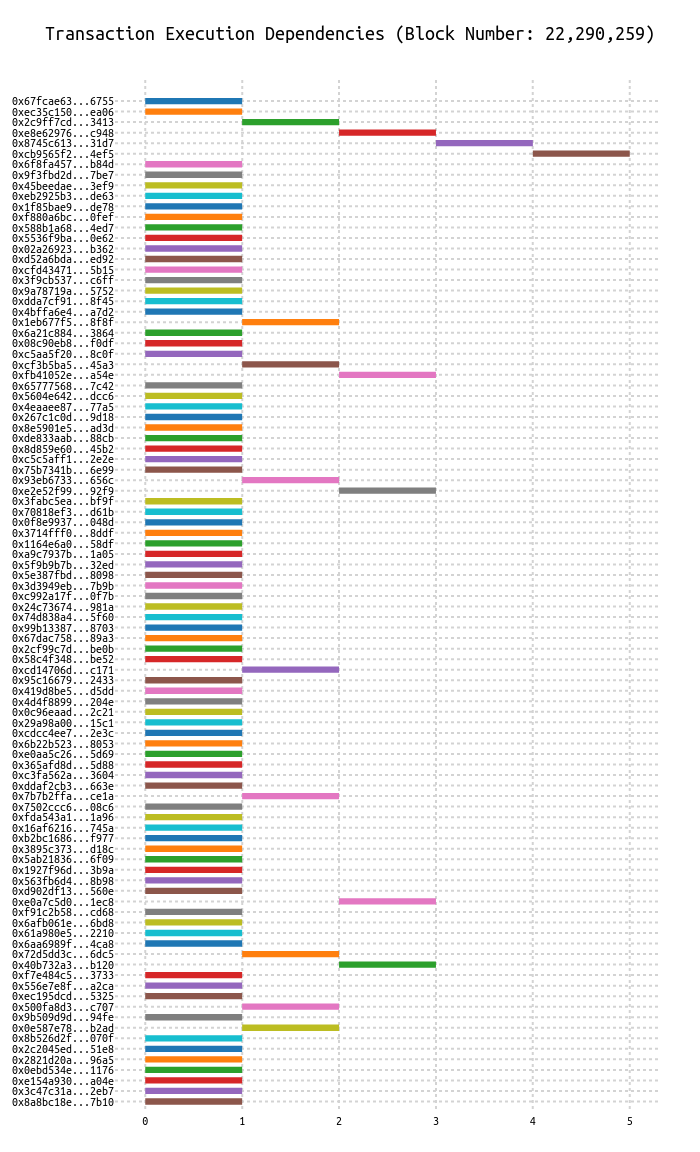 Transaction Execution Dependencies (Block Number: 22,290,259)
0x67fcae63...6755
0xec35c150...ea06
0x2c9ff7cd...3413
0xe8e62976...c948
0x8745c613...31d7
0xcb9565f2...4ef5
0x6f8fa457...b84d
0x9f3fbd2d...7be7
0x45beedae...3ef9
0xeb2925b3...de63
0x1f85bae9...de78
0xf880a6bc...0fef
0x588b1a68...4ed7
0x5536f9ba...0e62
0x02a26923...b362
0xd52a6bda...ed92
0xcfd43471...5b15
0x3f9cb537...c6ff
0x9a78719a...5752
0xdda7cf91...8f45
0x4bffa6e4...a7d2
0x1eb677f5...8f8f
0x6a21c884...3864
0x08c90eb8...f0df
0xc5aa5f20...8c0f
0xcf3b5ba5...45a3
0xfb41052e...a54e
0x65777568...7c42
0x5604e642...dcc6
0x4eaaee87...77a5
0x267c1c0d...9d18
0x8e5901e5...ad3d
0xde833aab...88cb
0x8d859e60...45b2
0xc5c5aff1...2e2e
0x75b7341b...6e99
0x93eb6733...656c
0xe2e52f99...92f9
0x3fabc5ea...bf9f
0x70818ef3...d61b
0x0f8e9937...048d
0x3714fff0...8ddf
0x1164e6a0...58df
0xa9c7937b...1a05
0x5f9b9b7b...32ed
0x5e387fbd...8098
0x3d3949eb...7b9b
0xc992a17f...0f7b
0x24c73674...981a
0x74d838a4...5f60
0x99b13387...8703
0x67dac758...89a3
0x2cf99c7d...be0b
0x58c4f348...be52
0xcd14706d...c171
0x95c16679...2433
0x419d8be5...d5dd
0x4d4f8899...204e
0x0c96eaad...2c21
0x29a98a00...15c1
0xcdcc4ee7...2e3c
0x6b22b523...8053
0xe0aa5c26...5d69
0x365afd8d...5d88
0xc3fa562a...3604
0xddaf2cb3...663e
0x7b7b2ffa...ce1a
0x7502ccc6...08c6
0xfda543a1...1a96
0x16af6216...745a
0xb2bc1686...f977
0x3895c373...d18c
0x5ab21836...6f09
0x1927f96d...3b9a
0x563fb6d4...8b98
0xd902df13...560e
0xe0a7c5d0...1ec8
0xf91c2b58...cd68
0x6afb061e...6bd8
0x61a980e5...2210
0x6aa6989f...4ca8
0x72d5dd3c...6dc5
0x40b732a3...b120
0xf7e484c5...3733
0x556e7e8f...a2ca
0xec195dcd...5325
0x500fa8d3...c707
0x9b509d9d...94fe
0x0e587e78...b2ad
0x8b526d2f...070f
0x2c2045ed...51e8
0x2821d20a...96a5
0x0ebd534e...1176
0xe154a930...a04e
0x3c47c31a...2eb7
0x8a8bc18e...7b10
0 1 2 3 4 5